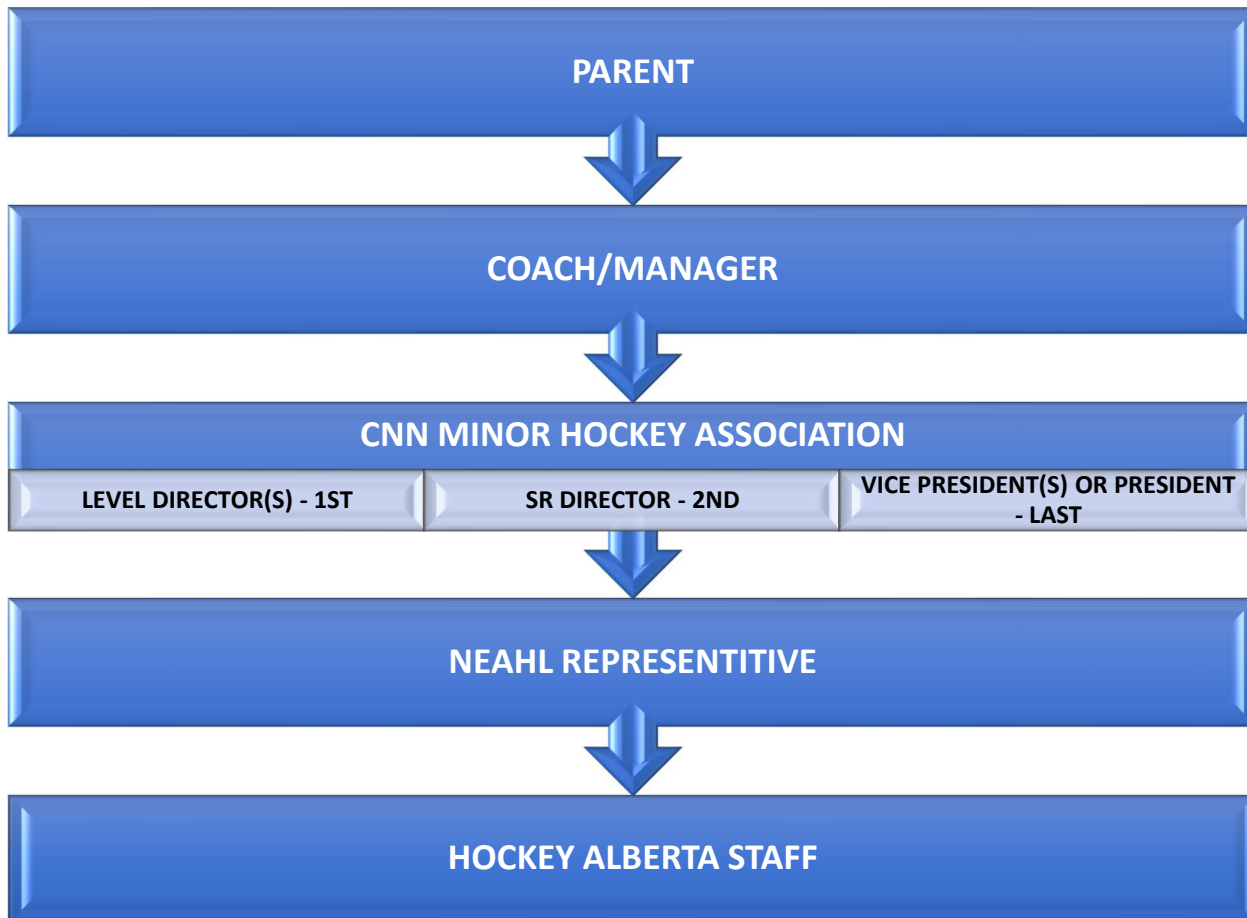 PARENT
COACH/MANAGER
CNN MINOR HOCKEY ASSOCIATION
LEVEL DIRECTOR(S) - 1ST
SR DIRECTOR - 2ND
VICE PRESIDENT(S) OR PRESIDENT
- LAST
NEAHL REPRESENTITIVE
HOCKEY ALBERTA STAFF